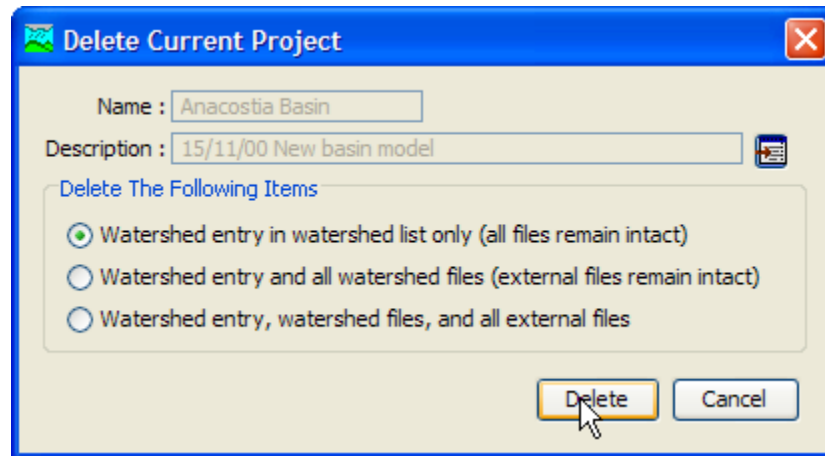 Delete Current Project
Name : Anacostia Basin
Description : 15/11/00 New basin model
Delete The Following Items
Watershed entry in watershed list only (all files remain intact)
Watershed entry and all watershed files (external files remain intact)
Watershed entry, watershed files, and all external files
Delete Cancel